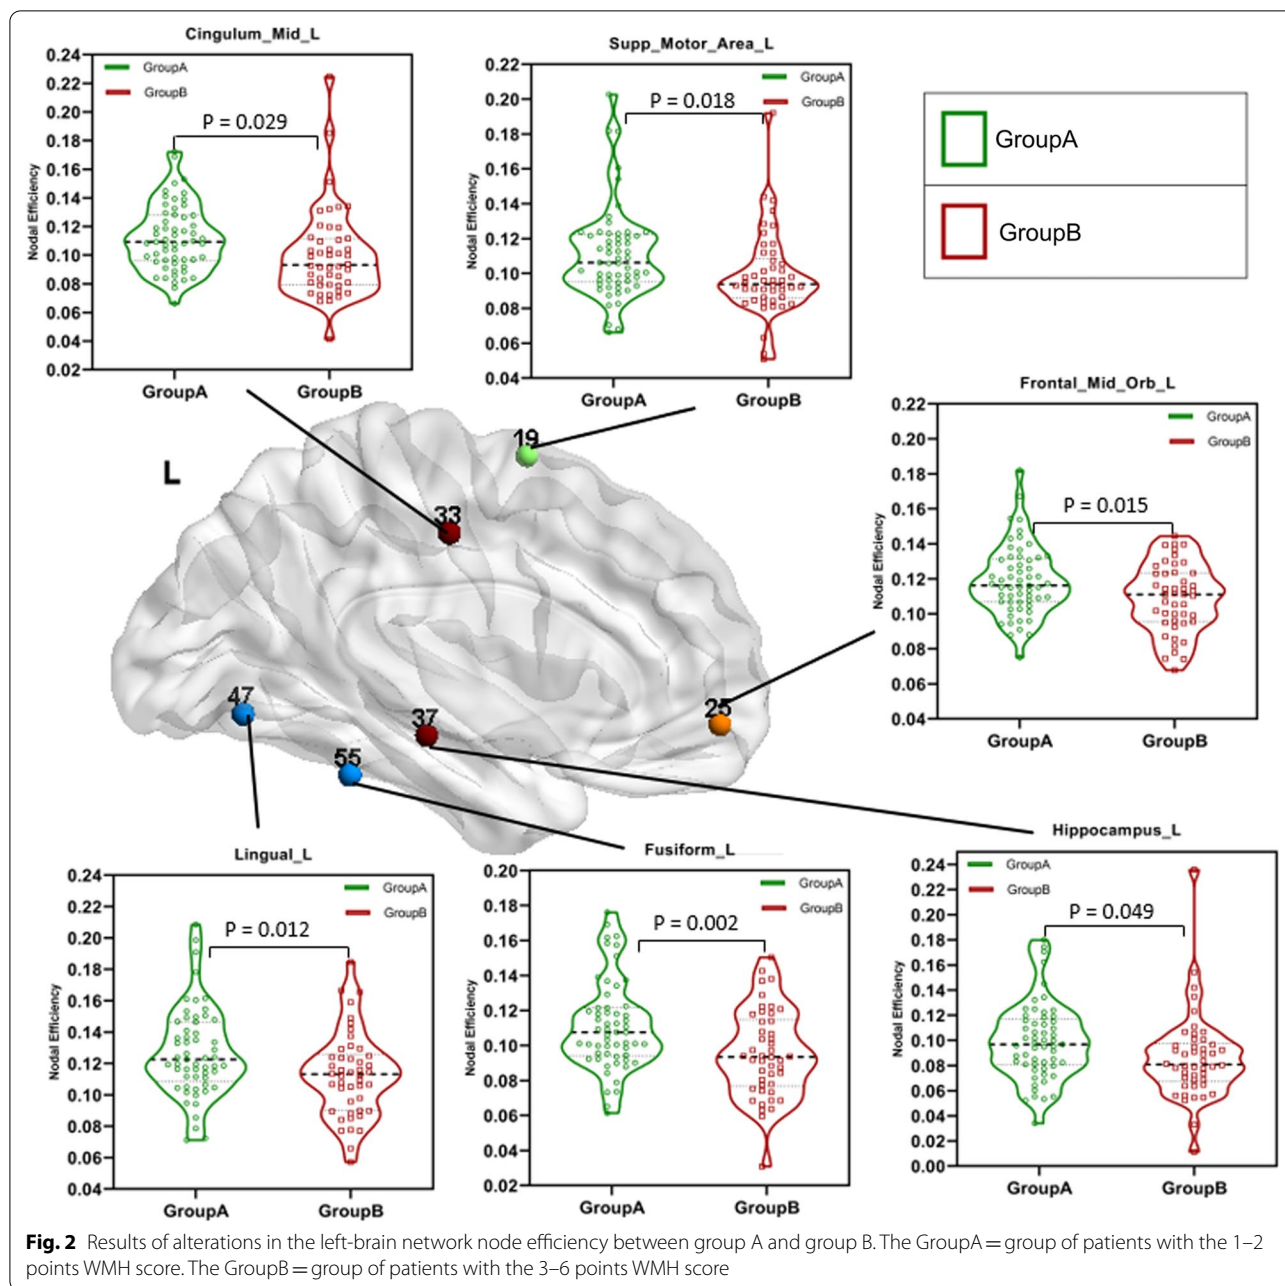 Cingulum_Mid_L
GroupA
GroupB
P = 0.029
Nodal Efficiency
0.24
0.22
0.20
0.18
0.16
0.14
0.12
0.10
0.08
0.06
0.04
0.02
GroupA GroupB
Supp_Motor_Area_L
GroupA
GroupB
P = 0.018
Nodal Efficiency
0.22
0.20
0.18
0.16
0.14
0.12
0.10
0.08
0.06
0.04
GroupA GroupB
GroupA
GroupB
Frontal_Mid_Orb_L
GroupA
GroupB
P = 0.015
Nodal Efficiency
0.22
0.20
0.18
0.16
0.14
0.12
0.10
0.08
0.06
0.04
GroupA GroupB
L
19
33
47
37
25
55
Lingual_L
GroupA
GroupB
P = 0.012
Nodal Efficiency
0.24
0.22
0.20
0.18
0.16
0.14
0.12
0.10
0.08
0.06
0.04
GroupA GroupB
Fusiform_L
GroupA
GroupB
P = 0.002
Nodal Efficiency
0.20
0.18
0.16
0.14
0.12
0.10
0.08
0.06
0.04
0.02
GroupA GroupB
Hippocampus_L
GroupA
GroupB
P = 0.049
Nodal Efficiency
0.24
0.22
0.20
0.18
0.16
0.14
0.12
0.10
0.08
0.06
0.04
0.02
0.00
GroupA GroupB
Fig. 2 Results of alterations in the left-brain network node efficiency between group A and group B. The GroupA = group of patients with the 1–2
points WMH score. The GroupB = group of patients with the 3–6 points WMH score